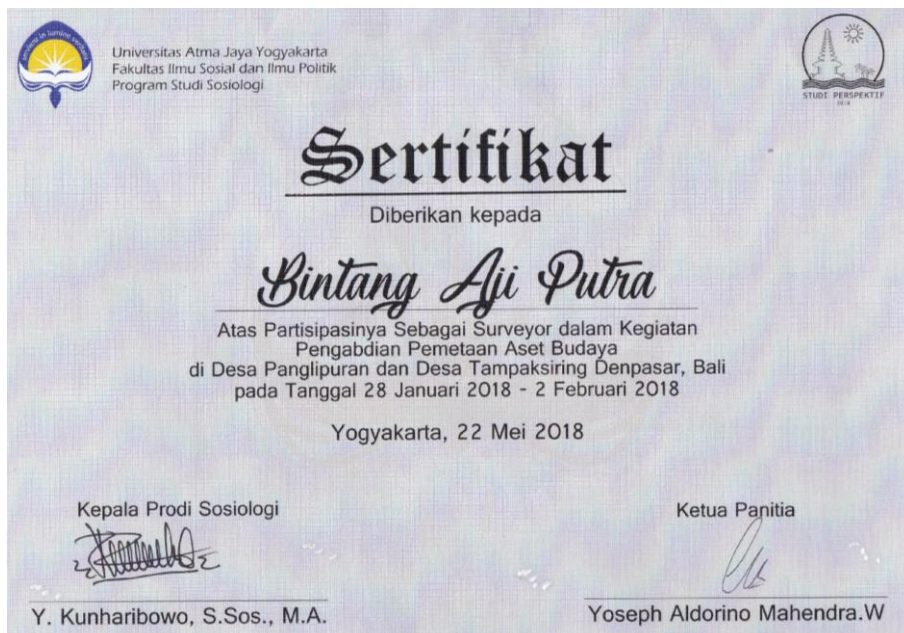 Universitas Atma Jaya Yogyakarta
Fakultas Ilmu Sosial dan Ilmu Politik
Program Studi Sosiologi
STUDI PERSPEKTIF
Sertifikat
Diberikan kepada
Bintang Aji Putra
Atas Partisipasinya Sebagai Surveyor dalam Kegiatan
Pengabdian Pemetaan Aset Budaya
di Desa Panglipuran dan Desa Tampaksiring Denpasar, Bali
pada Tanggal 28 Januari 2018 - 2 Februari 2018
Yogyakarta, 22 Mei 2018
Kepala Prodi Sosiologi
Ketua Panitia
Y. Kunharibowo, S.Sos., M.A.
Yoseph Aldorino Mahendra.W